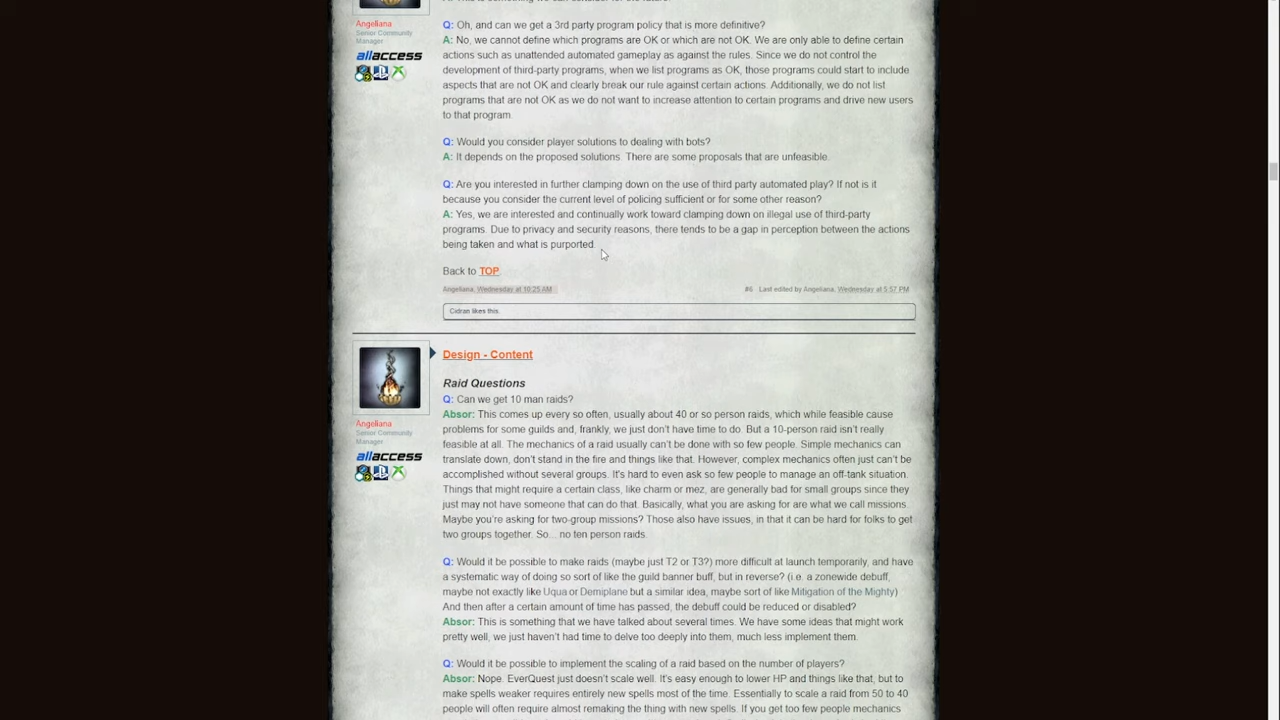 Angeliana
Senior Community
Manager
allaccess
Q: Oh, and can we get a 3rd party program policy that is more definitive?
A: No, we cannot define which programs are OK or which are not OK. We are only able to define certain
actions such as unattended automated gameplay as against the rules. Since we do not control the
development of third-party programs, when we list programs as OK, those programs could start to include
aspects that are not OK and clearly break our rule against certain actions. Additionally, we do not list
programs that are not OK as we do not want to increase attention to certain programs and drive new users
to that program.
Q: Would you consider player solutions to dealing with bots?
A: It depends on the proposed solutions. There are some proposals that are unfeasible.
Q: Are you interested in further clamping down on the use of third party automated play? If not is it
because you consider the current level of policing sufficient or for some other reason?
A: Yes, we are interested and continually work toward clamping down on illegal use of third-party
programs. Due to privacy and security reasons, there tends to be a gap in perception between the actions
being taken and what is purported.
Back to TOP
Angeliana, Wednesday at 10:25 AM #6 Last edited by Angeliana, Wednesday at 5:57 PM
Cidran likes this.
Angeliana
Senior Community
Manager
allaccess
Design - Content
Raid Questions
Q: Can we get 10 man raids?
Absor: This comes up every so often, usually about 40 or so person raids, which while feasible cause
problems for some guilds and, frankly, we just don't have time to do. But a 10-person raid isn't really
feasible at all. The mechanics of a raid usually can't be done with so few people. Simple mechanics can
translate down, don't stand in the fire and things like that. However, complex mechanics often just can't be
accomplished without several groups. It's hard to even ask so few people to manage an off-tank situation.
Things that might require a certain class, like charm or mez, are generally bad for small groups since they
just may not have someone that can do that. Basically, what you are asking for are what we call missions.
Maybe you're asking for two-group missions? Those also have issues, in that it can be hard for folks to get
two groups together. So... no ten person raids.
Q: Would it be possible to make raids (maybe just T2 or T3?) more difficult at launch temporarily, and have
a systematic way of doing so sort of like the guild banner buff, but in reverse? (i.e. a zonewide debuff,
maybe not exactly like Uqua or Demiplane but a similar idea, maybe sort of like Mitigation of the Mighty)
And then after a certain amount of time has passed, the debuff could be reduced or disabled?
Absor: This is something that we have talked about several times. We have some ideas that might work
pretty well, we just haven't had time to delve too deeply into them, much less implement them.
Q: Would it be possible to implement the scaling of a raid based on the number of players?
Absor: Nope. EverQuest just doesn't scale well. It's easy enough to lower HP and things like that, but to
make spells weaker requires entirely new spells most of the time. Essentially to scale a raid from 50 to 40
people will often require almost remaking the thing with new spells. If you get too few people mechanics